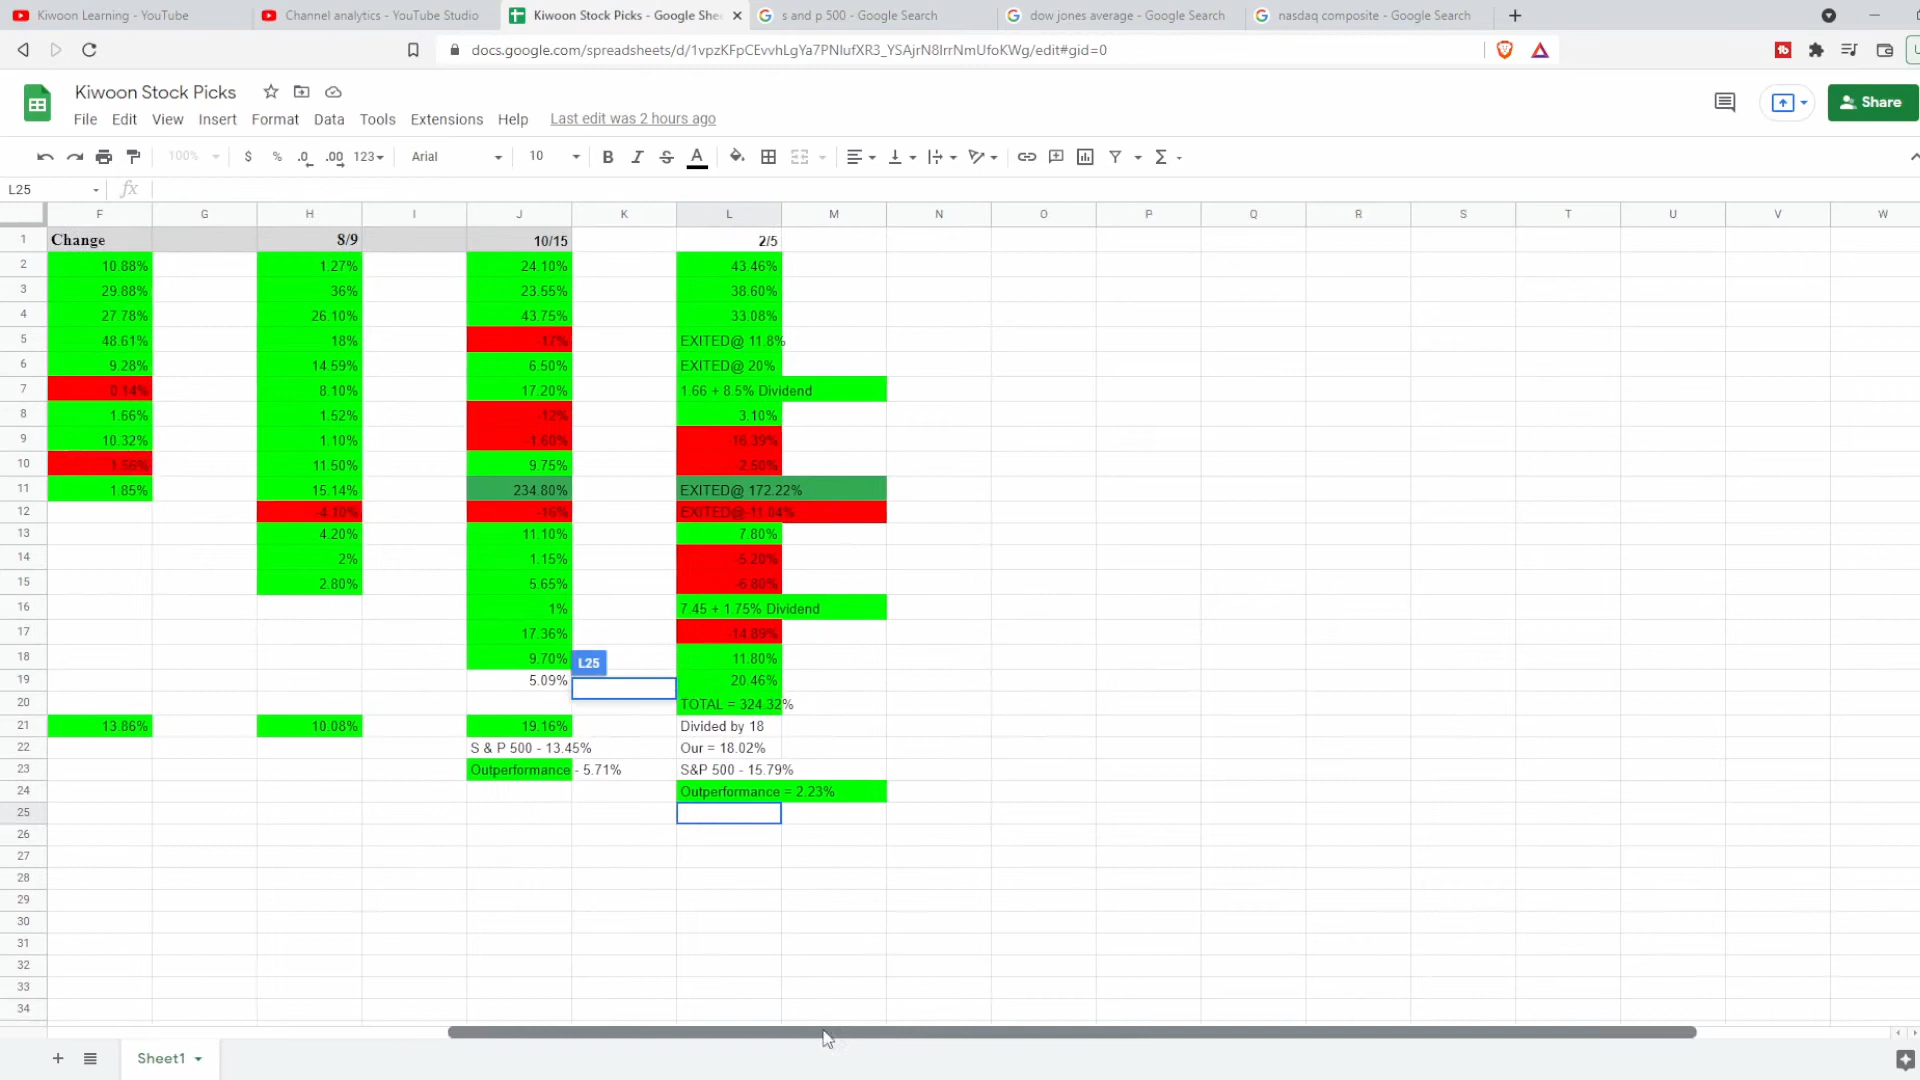 Kiwoon Learning - YouTube
Channel analytics - YouTube Studio
Kiwoon Stock Picks - Google She
s and p 500 - Google Search
dow jones average - Google Search
nasdaq composite - Google Search
docs.google.com/spreadsheets/d/1vpzKFpCEvvhLgYa7PNIufXR3_YSAjrN8IrrNmUfoKWg/edit#gid=0
Kiwoon Stock Picks
File Edit View Insert Format Data Tools Extensions Help Last edit was 2 hours ago
Share
100% $ % .0 .00 123 Arial 10 B I S A
L25 fx
F G H I J K L M N O P Q R S T U V W
1 Change 8/9 10/15 2/5
2 10.88% 1.27% 24.10% 43.46%
3 29.88% 36% 23.55% 38.60%
4 27.78% 26.10% 43.75% 33.08%
5 48.61% 18% -17% EXITED@ 11.8%
6 9.28% 14.59% 6.50% EXITED@ 20%
7 0.14% 8.10% 17.20% 1.66 + 8.5% Dividend
8 1.66% 1.52% -12% 3.10%
9 10.32% 1.10% -1.60% -16.39%
10 1.56% 11.50% 9.75% -2.50%
11 1.85% 15.14% 234.80% EXITED@ 172.22%
12 -4.10% -16% EXITED@-11.04%
13 4.20% 11.10% 7.80%
14 2% 1.15% -5.20%
15 2.80% 5.65% -6.80%
16 1% 7.45 + 1.75% Dividend
17 17.36% -14.89%
18 9.70% L25 11.80%
19 5.09% 20.46%
20 TOTAL = 324.32%
21 13.86% 10.08% 19.16% Divided by 18
22 S & P 500 - 13.45% Our = 18.02%
23 Outperformance - 5.71% S&P 500 - 15.79%
24 Outperformance = 2.23%
25
26
27
28
29
30
31
32
33
34
Sheet1